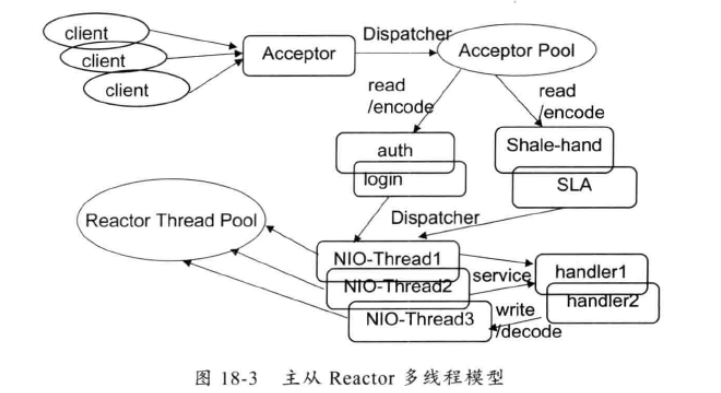 client
client
client
Acceptor
Dispatcher
Acceptor Pool
read
/encode
read
/encode
auth
login
Shale-hand
SLA
Reactor Thread Pool
Dispatcher
NIO-Thread1
NIO-Thread2
NIO-Thread3
service
handler1
handler2
write
/decode
图 18-3 主从 Reactor 多线程模型